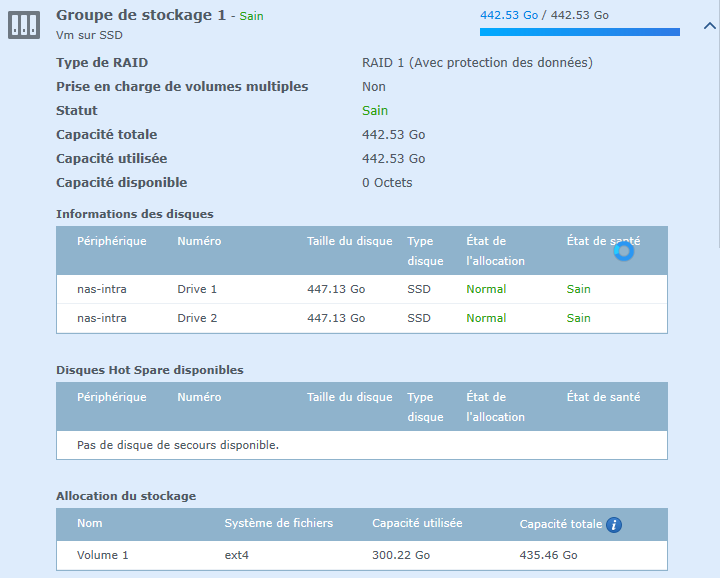 Groupe de stockage 1 - Sain
442.53 Go / 442.53 Go
Vm sur SSD
Type de RAID RAID 1 (Avec protection des données)
Prise en charge de volumes multiples Non
Statut Sain
Capacité totale 442.53 Go
Capacité utilisée 442.53 Go
Capacité disponible 0 Octets
Informations des disques
Périphérique Numéro Taille du disque Type disque État de l'allocation État de santé
nas-intra Drive 1 447.13 Go SSD Normal Sain
nas-intra Drive 2 447.13 Go SSD Normal Sain
Disques Hot Spare disponibles
Périphérique Numéro Taille du disque Type disque État de l'allocation État de santé
Pas de disque de secours disponible.
Allocation du stockage
Nom Système de fichiers Capacité utilisée Capacité totale i
Volume 1 ext4 300.22 Go 435.46 Go